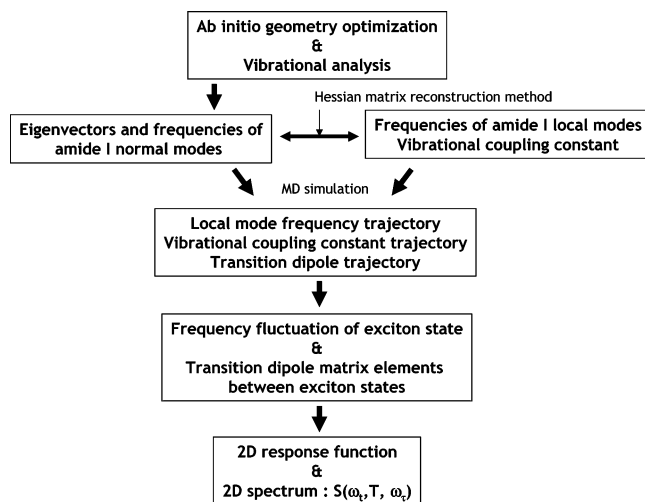 Ab initio geometry optimization
&
Vibrational analysis
Hessian matrix reconstruction method
Eigenvectors and frequencies of
amide I normal modes
Frequencies of amide I local modes
Vibrational coupling constant
MD simulation
Local mode frequency trajectory
Vibrational coupling constant trajectory
Transition dipole trajectory
Frequency fluctuation of exciton state
&
Transition dipole matrix elements
between exciton states
2D response function
&
2D spectrum : S(ωt,T, ωτ)